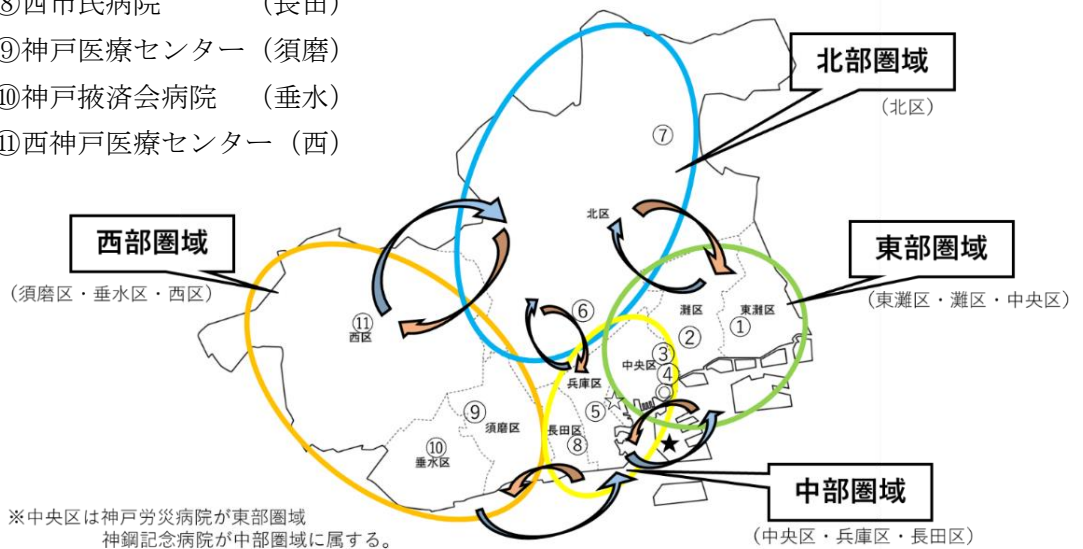 ⑧西市民病院 （長田）
⑨神戸医療センター（須磨）
⑩神戸掖済会病院 （垂水）
⑪西神戸医療センター（西）
北部圏域
（北区）
⑦
北区
西部圏域
（須磨区・垂水区・西区）
東部圏域
（東灘区・灘区・中央区）
⑥
灘区
東灘区
①
②
⑪
西区
中央区
③
④
◎
兵庫区
☆
⑤
⑨
須磨区
長田区
⑧
★
⑩
垂水区
中部圏域
（中央区・兵庫区・長田区）
※中央区は神戸労災病院が東部圏域
神鋼記念病院が中部圏域に属する。